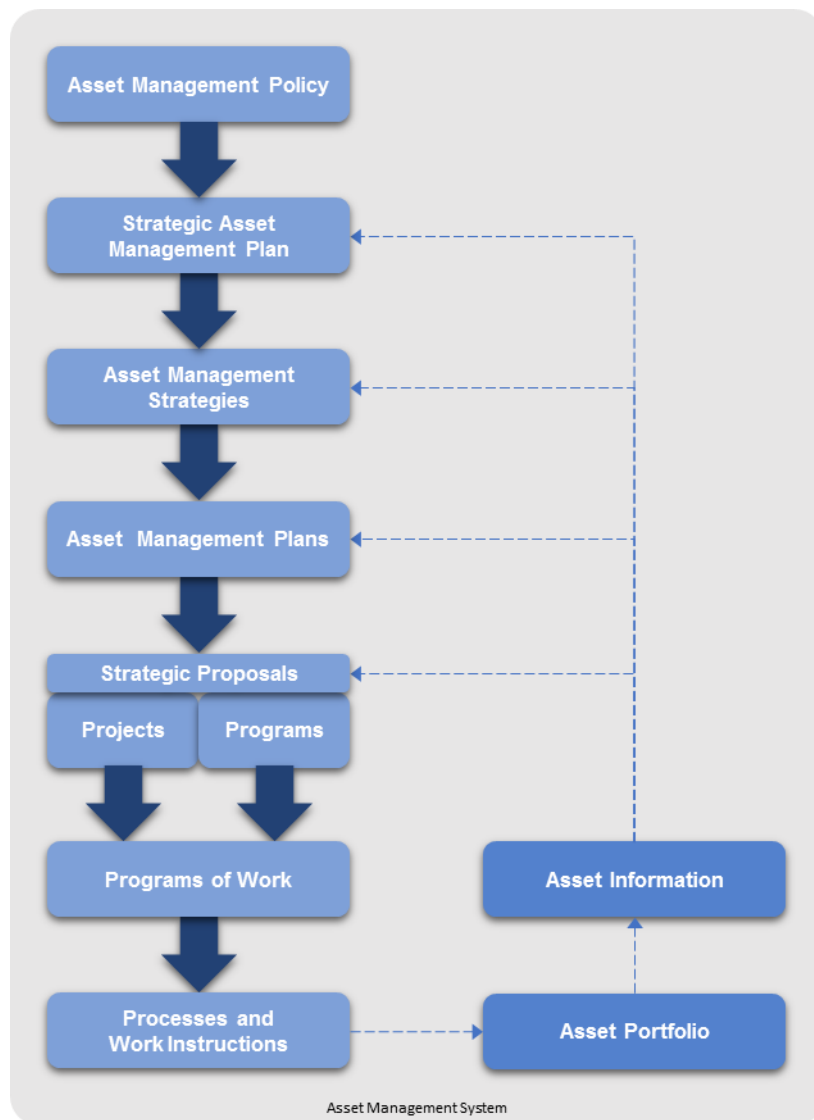 Asset Management Policy
Strategic Asset
Management Plan
Asset Management
Strategies
Asset Management Plans
Strategic Proposals
Projects
Programs
Programs of Work
Asset Information
Processes and
Work Instructions
Asset Portfolio
Asset Management System